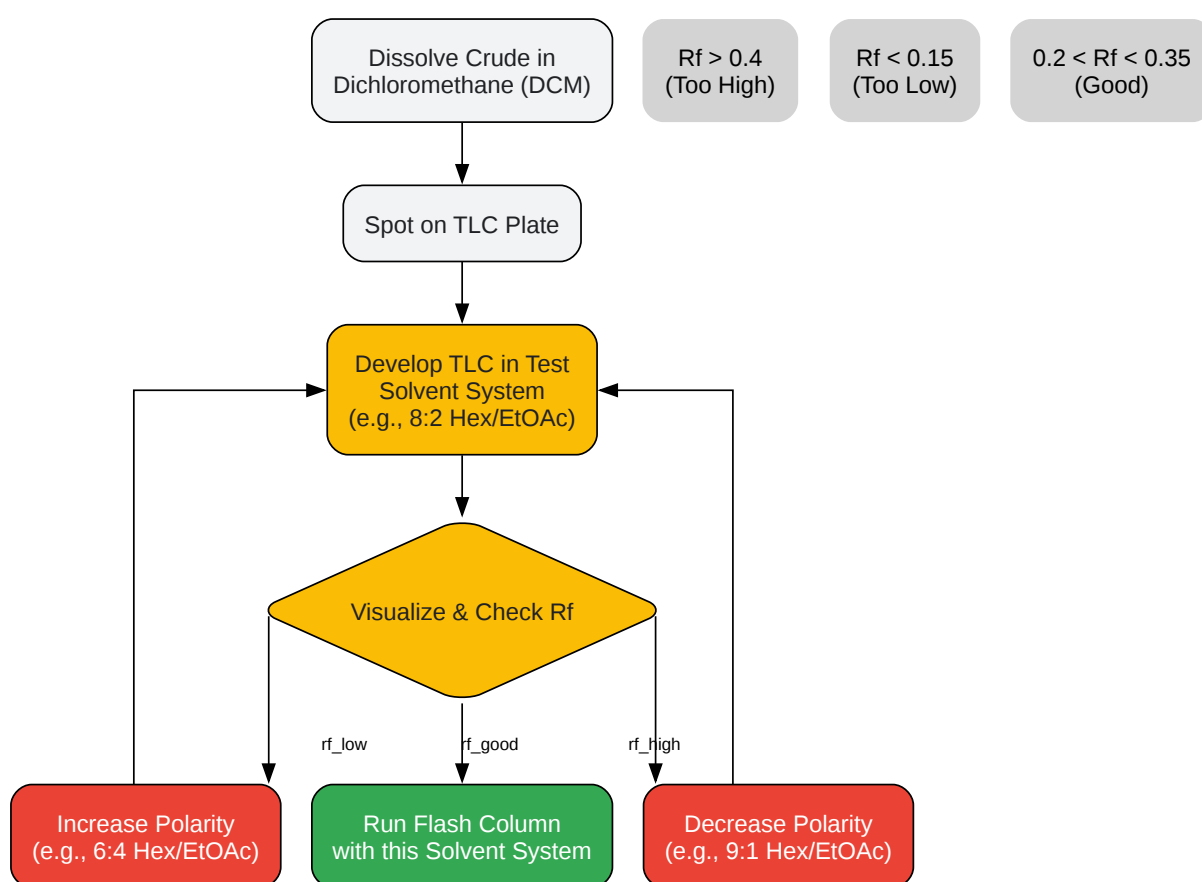 Dissolve Crude in
Dichloromethane (DCM)
Rf > 0.4
(Too High)
Rf < 0.15
(Too Low)
0.2 < Rf < 0.35
(Good)
Spot on TLC Plate
Develop TLC in Test
Solvent System
(e.g., 8:2 Hex/EtOAc)
Visualize & Check Rf
rf_low
rf_good
rf_high
Increase Polarity
(e.g., 6:4 Hex/EtOAc)
Run Flash Column
with this Solvent System
Decrease Polarity
(e.g., 9:1 Hex/EtOAc)